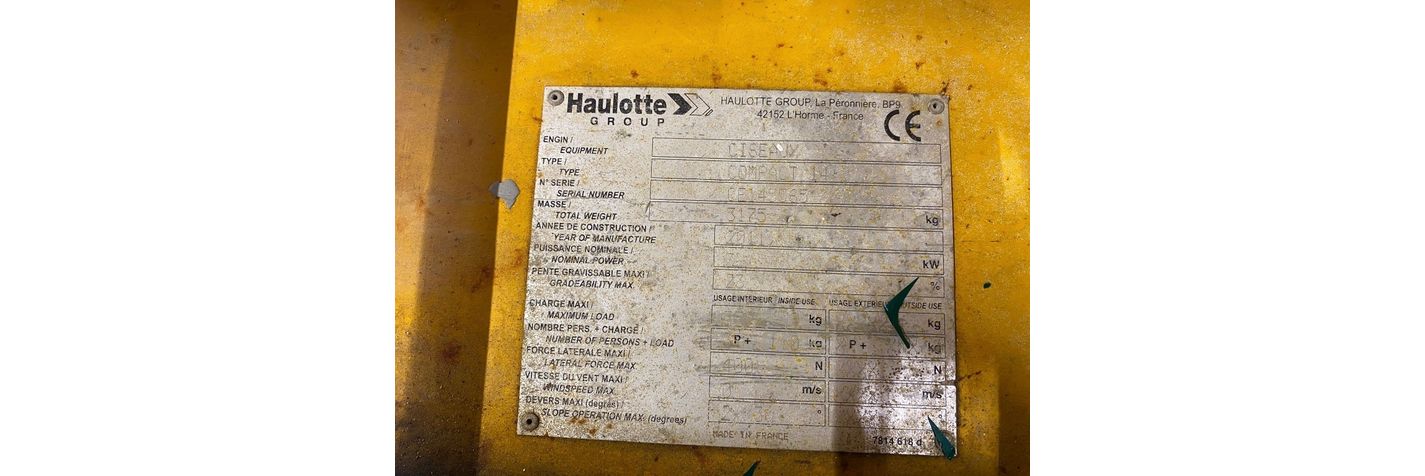 Haulotte
GROUP
HAULOTTE GROUP, La Péronnière, BP9
42152 L'Horme - France
CE
ENGIN /
EQUIPMENT
CISEAUX
TYPE /
TYPE
COMPACT
N° SERIE /
SERIAL NUMBER
MASSE /
TOTAL WEIGHT
3175 kg
ANNEE DE CONSTRUCTION /
YEAR OF MANUFACTURE
PUISSANCE NOMINALE /
NOMINAL POWER
kW
PENTE GRAVISSABLE MAXI /
GRADEABILITY MAX.
%
USAGE INTERIEUR / INSIDE USE USAGE EXTERIEUR OUTSIDE USE
CHARGE MAXI /
MAXIMUM LOAD
kg kg
NOMBRE PERS. + CHARGE /
NUMBER OF PERSONS + LOAD
P + kg P + kg
FORCE LATERALE MAXI /
LATERAL FORCE MAX
N N
VITESSE DU VENT MAXI /
WINDSPEED MAX.
m/s m/s
DEVERS MAXI (degrés) /
SLOPE OPERATION MAX. (degrees)
° °
MADE IN FRANCE
7814 618 d